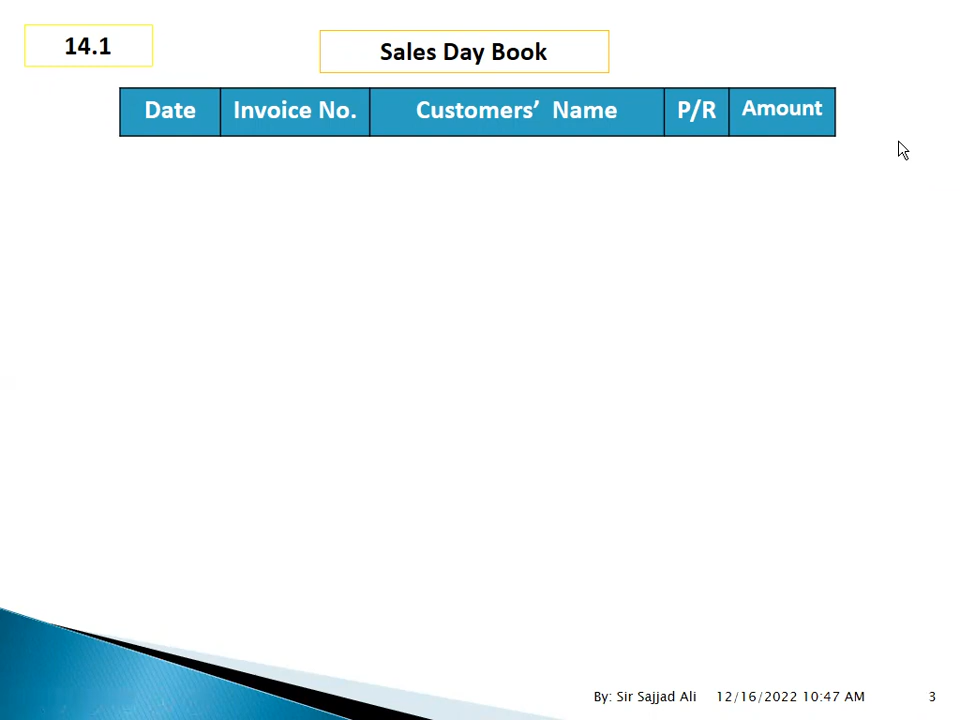 14.1
Sales Day Book
Date Invoice No. Customers’ Name P/R Amount
By: Sir Sajjad Ali 12/16/2022 10:47 AM 3